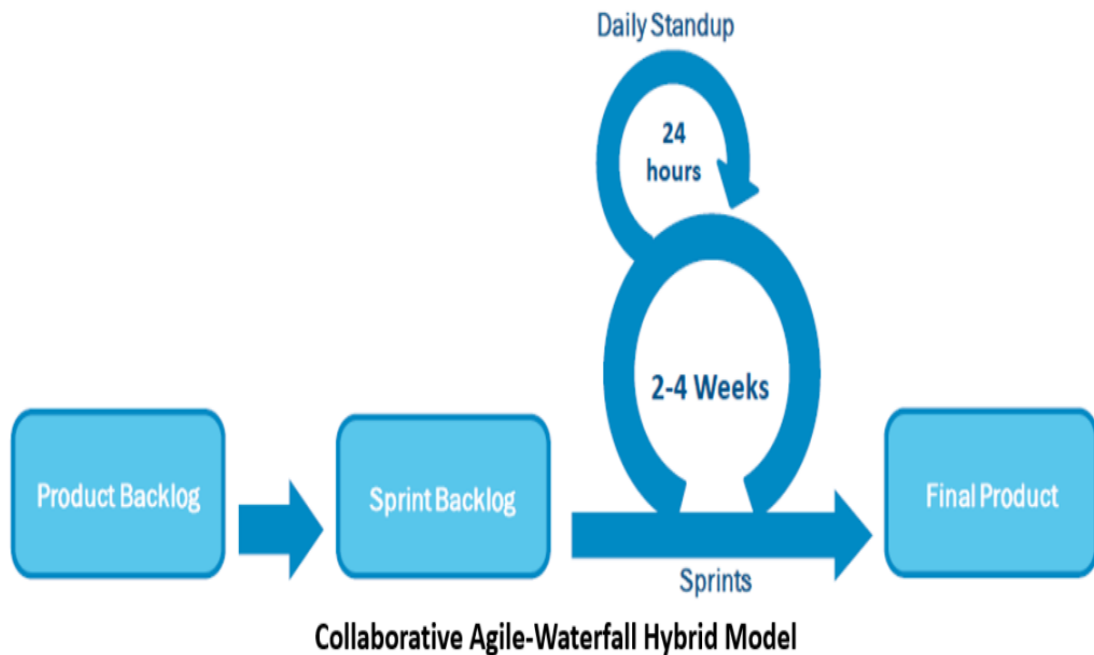 Daily Standup
24
hours
2-4 Weeks
Product Backlog
Sprint Backlog
Final Product
Sprints
Collaborative Agile-Waterfall Hybrid Model